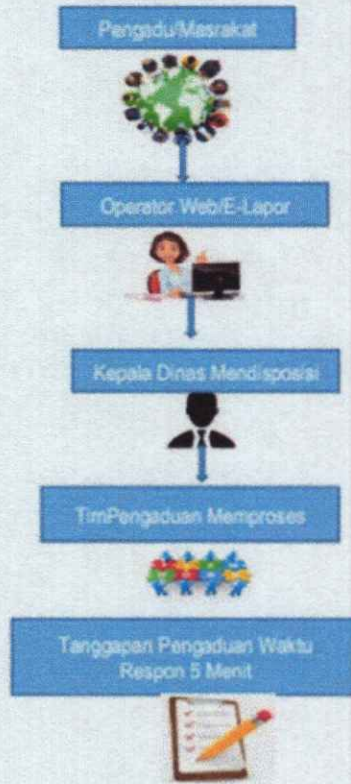 Pengadu/Masrakat
Operator Web/E-Lapor
Kepala Dinas Mendisposisi
TimPengaduan Memproses
Tanggapan Pengaduan Waktu
Respon 5 Menit